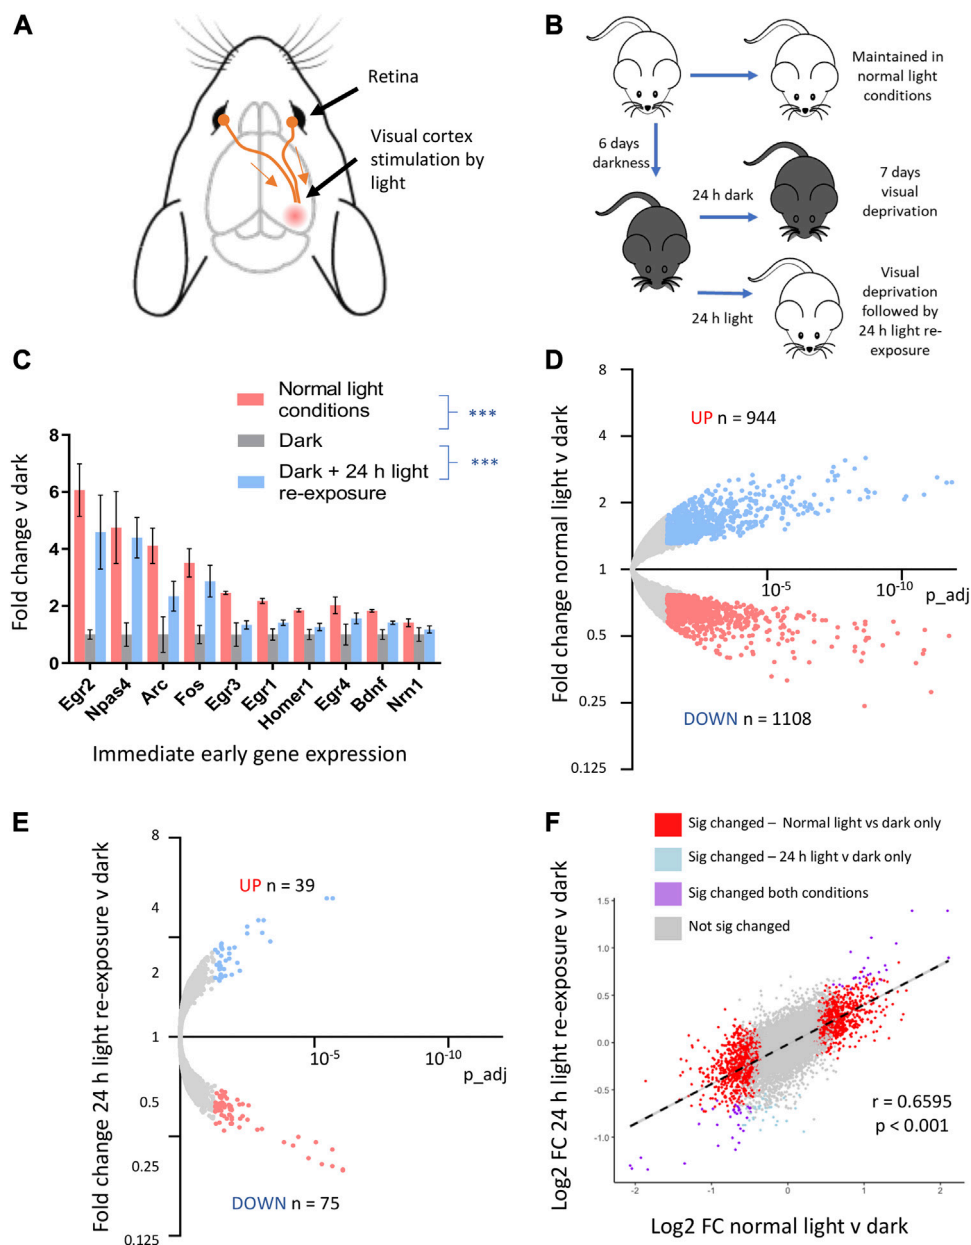 A
Retina
Visual cortex
stimulation by
light
B
Maintained in
normal light
conditions
6 days
darkness
24 h dark
7 days
visual
deprivation
24 h light
Visual
deprivation
followed by
24 h light re-
exposure
C
Normal light
conditions
***
Dark
***
Dark + 24 h light
re-exposure
Fold change v dark
8
6
4
2
0
Egr2
Npas4
Arc
Fos
Egr3
Egr1
Homer1
Egr4
Bdnf
Nrn1
Immediate early gene expression
D
Fold change normal light v dark
8
4
2
1
0.5
0.25
0.125
UP n = 944
10-5
10-10
p_adj
DOWN n = 1108
E
Fold change 24 h light re-exposure v dark
8
4
2
1
0.5
0.25
0.125
UP n = 39
10-5
10-10
p_adj
DOWN n = 75
F
Sig changed – Normal light vs dark only
Sig changed – 24 h light v dark only
Sig changed both conditions
Not sig changed
Log2 FC 24 h light re-exposure v dark
1.5
1.0
0.5
0.0
-0.5
-1.0
r = 0.6595
p < 0.001
-2
-1
0
1
2
Log2 FC normal light v dark